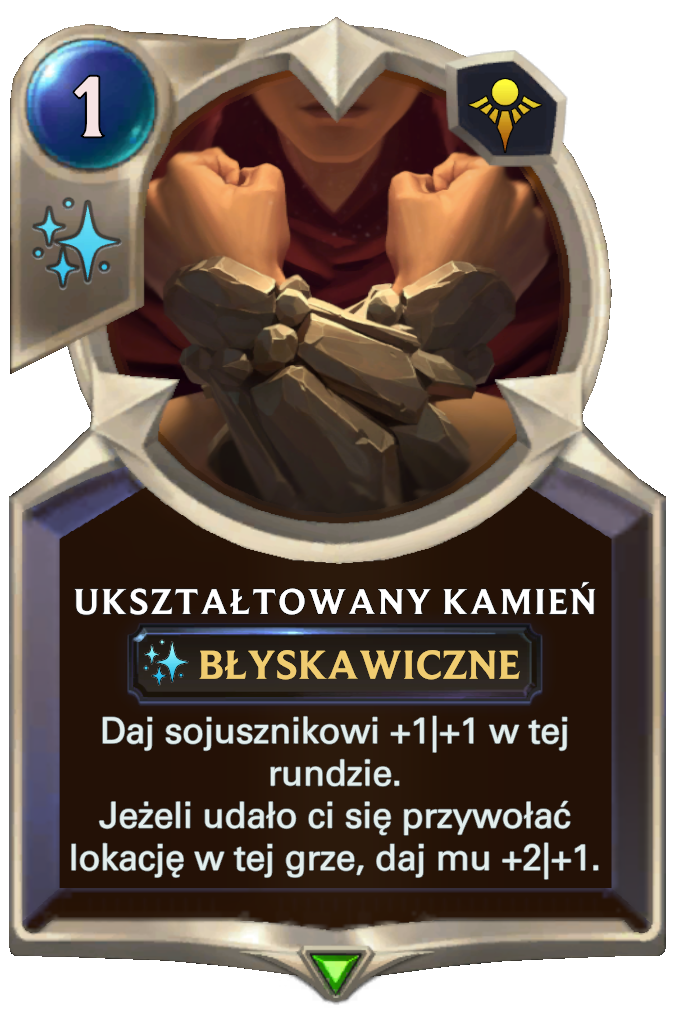 1
UKSZTAŁTOWANY KAMIEŃ
BŁYSKAWICZNE
Daj sojusznikowi +1|+1 w tej
rundzie.
Jeżeli udało ci się przywołać
lokację w tej grze, daj mu +2|+1.